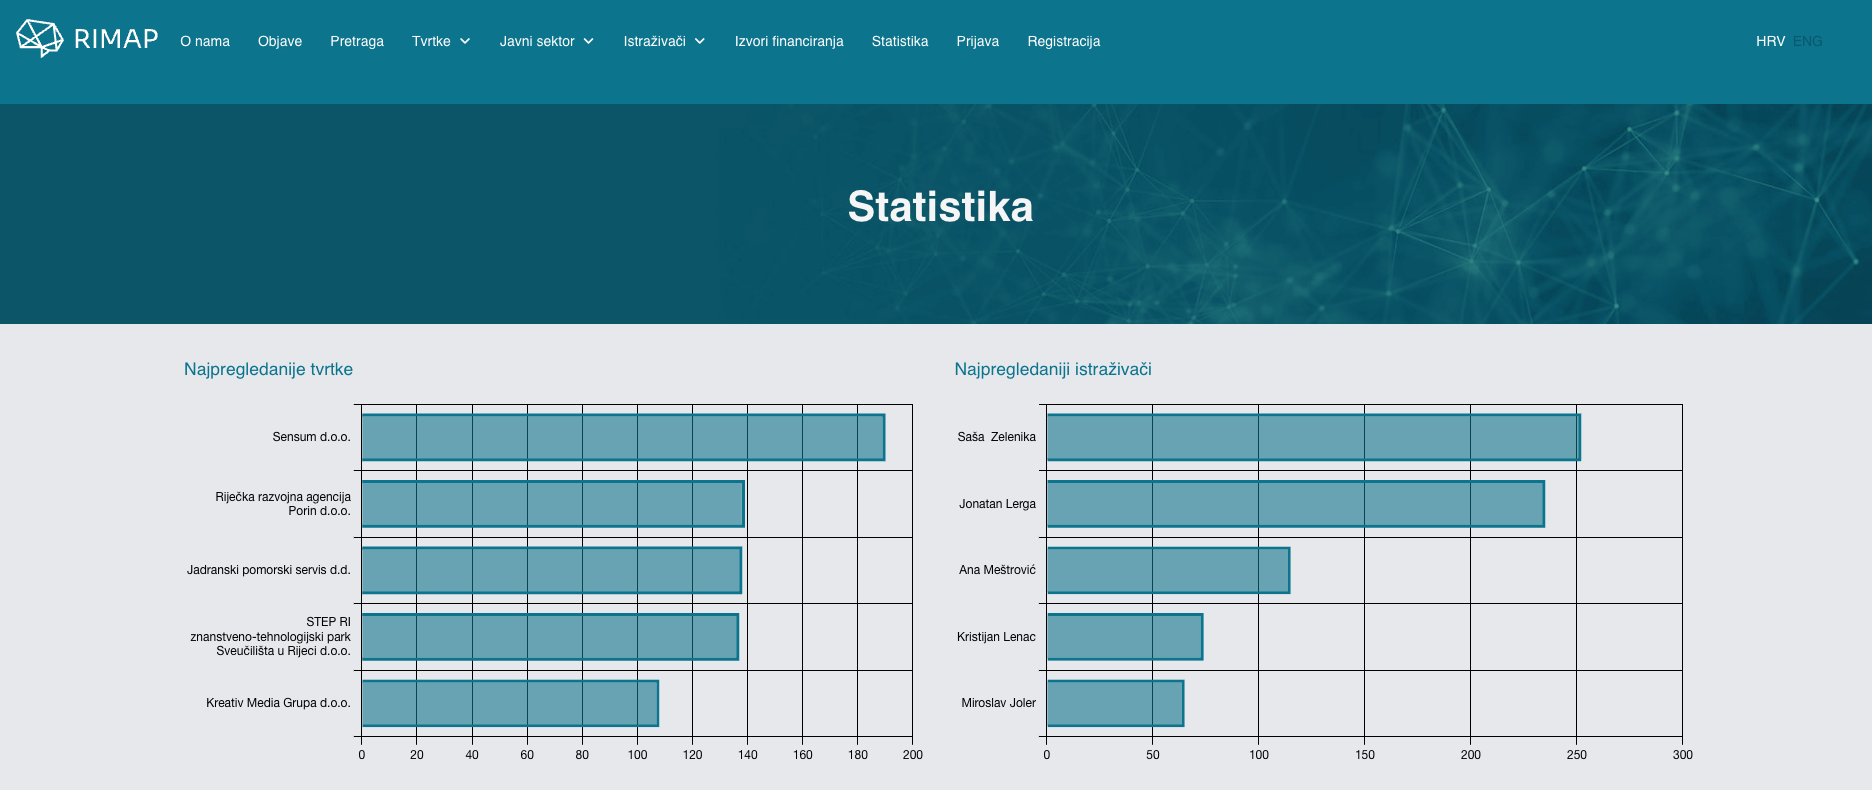 RIMAP
O nama Objave Pretraga Tvrtke Javni sektor Istraživači Izvori financiranja Statistika Prijava Registracija HRV ENG
Statistika
Najpregledanije tvrtke
Sensum d.o.o.
Riječka razvojna agencija
Porin d.o.o.
Jadranski pomorski servis d.d.
STEP RI
znanstveno-tehnologijski park
Sveučilišta u Rijeci d.o.o.
Kreativ Media Grupa d.o.o.
0 20 40 60 80 100 120 140 160 180 200
Najpregledaniji istraživači
Saša Zelenika
Jonatan Lerga
Ana Meštrović
Kristijan Lenac
Miroslav Joler
0 50 100 150 200 250 300